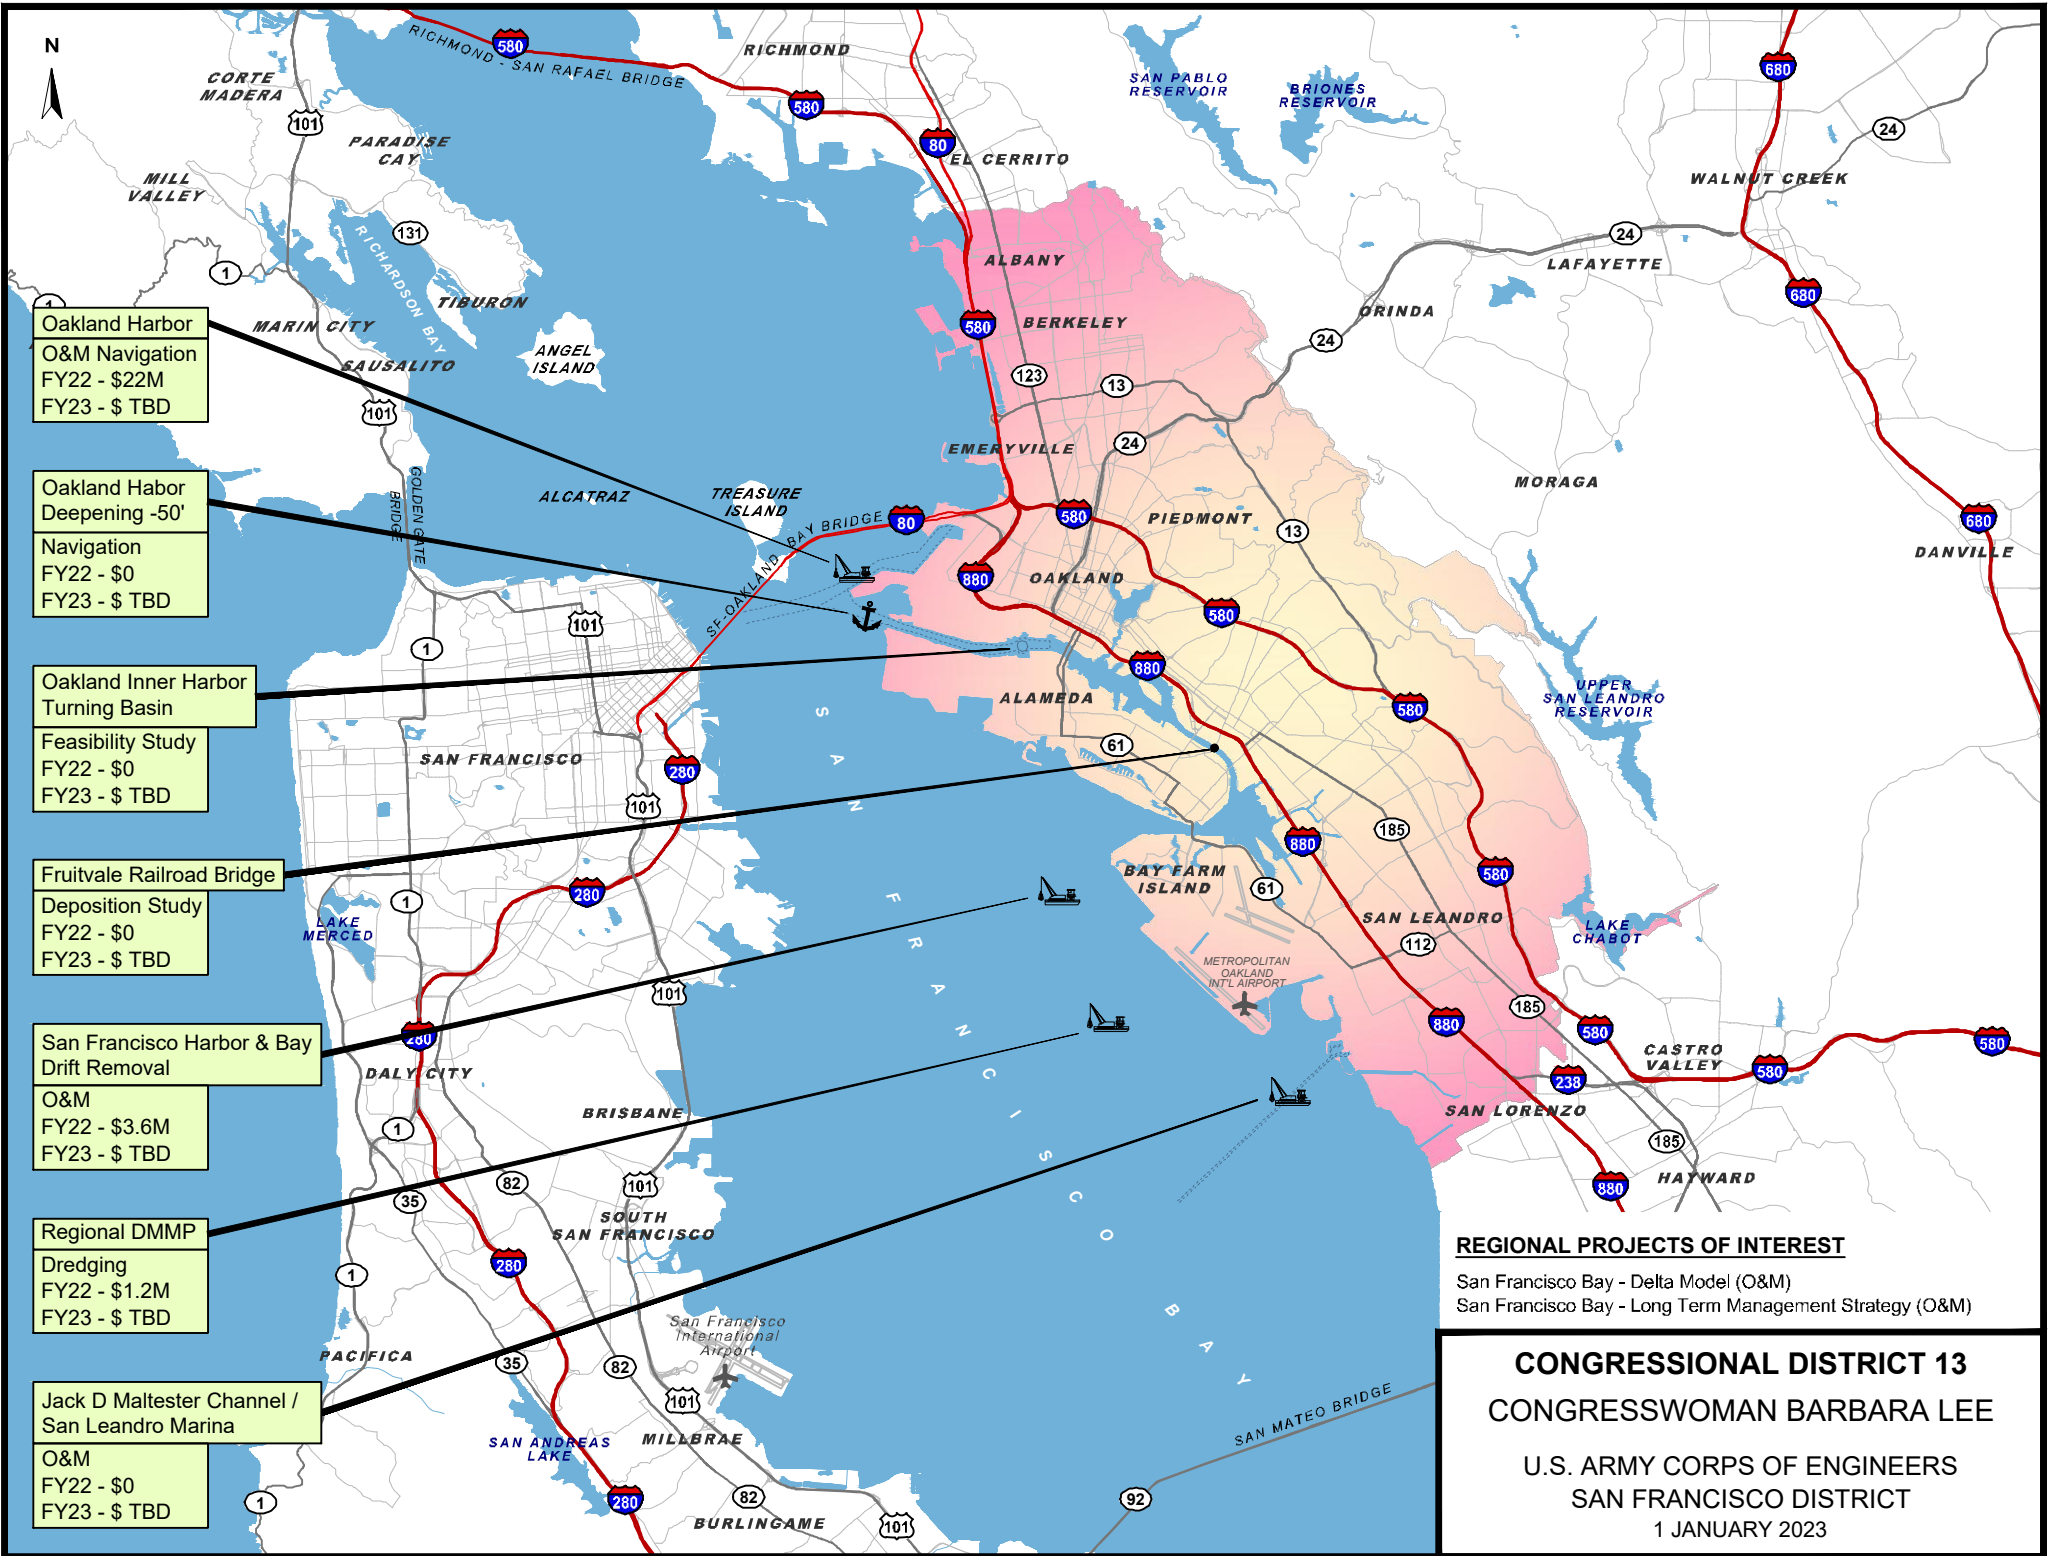 N
RICHMOND - SAN RAFAEL BRIDGE
580
RICHMOND
580
80
EL CERRITO
SAN PABLO
RESERVOIR
BRIONES
RESERVOIR
680
24
WALNUT CREEK
CORTE
MADERA
101
PARADISE
CAY
MILL
VALLEY
131
RICHARDSON BAY
1
TIBURON
1
MARIN CITY
SAUSALITO
ANGEL
ISLAND
101
ALBANY
580
BERKELEY
123
13
24
EMERYVILLE
24
LAFAYETTE
ORINDA
24
680
MORAGA
680
DANVILLE
Oakland Harbor
O&M Navigation
FY22 - $22M
FY23 - $ TBD
Oakland Habor
Deepening -50'
Navigation
FY22 - $0
FY23 - $ TBD
GOLDEN GATE
BRIDGE
ALCATRAZ
TREASURE
ISLAND
SF-OAKLAND BAY BRIDGE
80
580
PIEDMONT
13
880
OAKLAND
580
101
1
880
ALAMEDA
580
UPPER
SAN LEANDRO
RESERVOIR
Oakland Inner Harbor
Turning Basin
Feasibility Study
FY22 - $0
FY23 - $ TBD
SAN FRANCISCO
280
101
61
185
880
580
Fruitvale Railroad Bridge
Deposition Study
FY22 - $0
FY23 - $ TBD
280
1
LAKE
MERCED
BAY FARM
ISLAND
61
SAN LEANDRO
112
LAKE
CHABOT
METROPOLITAN
OAKLAND
INT'L AIRPORT
101
185
880
580
CASTRO
VALLEY
580
580
238
SAN LORENZO
185
HAYWARD
880
San Francisco Harbor & Bay
Drift Removal
O&M
FY22 - $3.6M
FY23 - $ TBD
280
DALY CITY
BRISBANE
1
82
35
101
SOUTH
SAN FRANCISCO
280
1
SAN FRANCISCO BAY
Regional DMMP
Dredging
FY22 - $1.2M
FY23 - $ TBD
San Francisco
International
Airport
PACIFICA
35
82
101
Jack D Maltester Channel /
San Leandro Marina
O&M
FY22 - $0
FY23 - $ TBD
SAN ANDREAS
LAKE
MILLBRAE
280
82
BURLINGAME
101
1
92
SAN MATEO BRIDGE
REGIONAL PROJECTS OF INTEREST
San Francisco Bay - Delta Model (O&M)
San Francisco Bay - Long Term Management Strategy (O&M)
CONGRESSIONAL DISTRICT 13
CONGRESSWOMAN BARBARA LEE
U.S. ARMY CORPS OF ENGINEERS
SAN FRANCISCO DISTRICT
1 JANUARY 2023